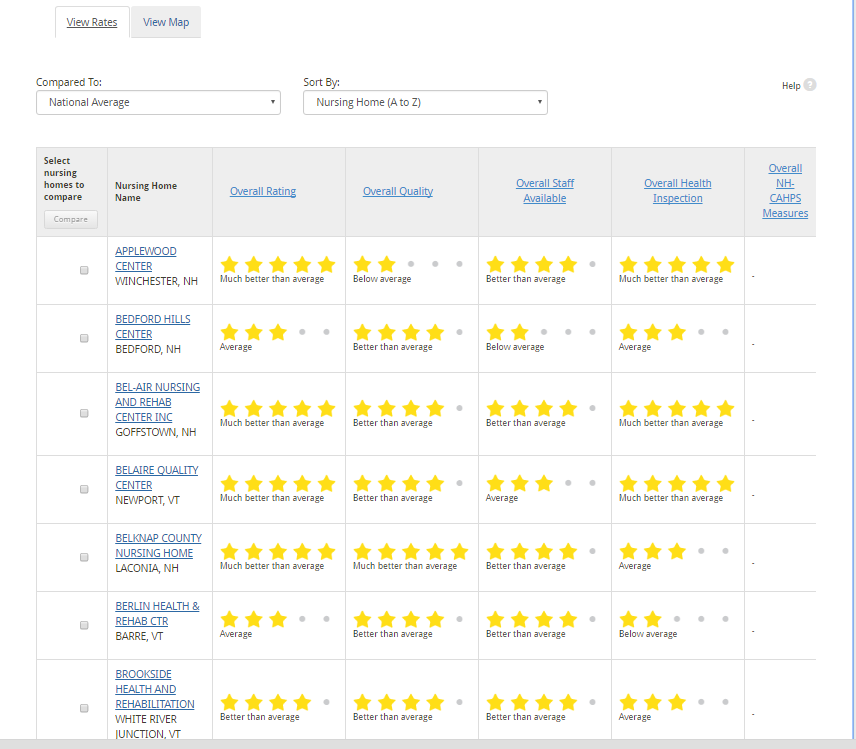 View Rates View Map
Compared To: Sort By:
Help ?
National Average Nursing Home (A to Z)
Select nursing homes to compare
Compare
Nursing Home Name
Overall Rating
Overall Quality
Overall Staff Available
Overall Health Inspection
Overall NH-CAHPS Measures
APPLEWOOD
CENTER
WINCHESTER, NH
Much better than average Below average Better than average Much better than average -
BEDFORD HILLS
CENTER
BEDFORD, NH
Average Better than average Below average Average -
BEL-AIR NURSING
AND REHAB
CENTER INC
GOFFSTOWN, NH
Much better than average Better than average Better than average Much better than average -
BELAIRE QUALITY
CENTER
NEWPORT, VT
Much better than average Better than average Average Much better than average -
BELKNAP COUNTY
NURSING HOME
LACONIA, NH
Much better than average Much better than average Better than average Average -
BERLIN HEALTH &
REHAB CTR
BARRE, VT
Average Better than average Better than average Below average -
BROOKSIDE
HEALTH AND
REHABILITATION
WHITE RIVER
JUNCTION, VT
Better than average Better than average Better than average Average -